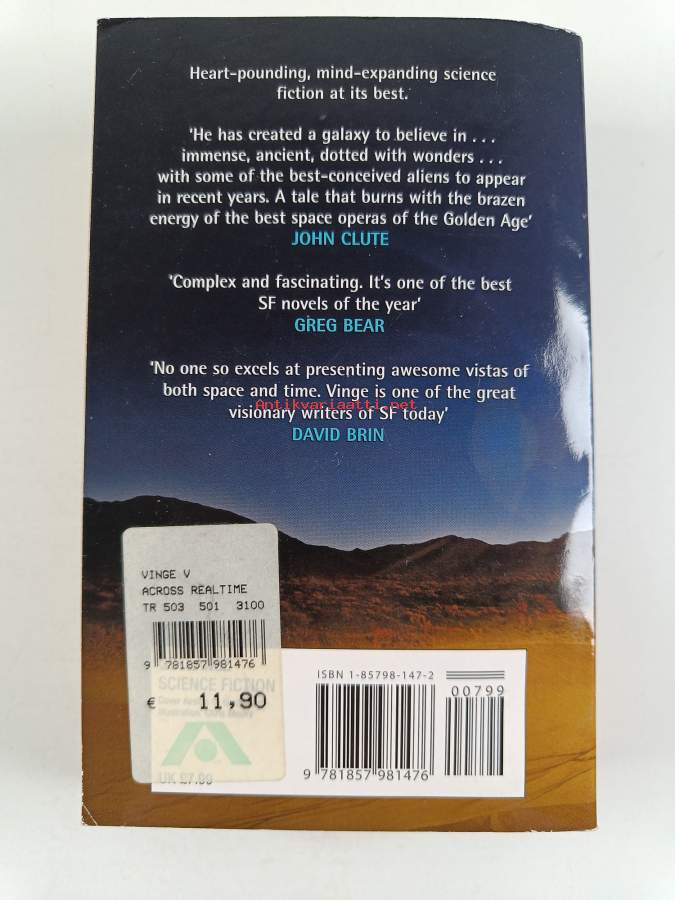 Heart-pounding, mind-expanding science
fiction at its best.
'He has created a galaxy to believe in . . .
immense, ancient, dotted with wonders . . .
with some of the best-conceived aliens to appear
in recent years. A tale that burns with the brazen
energy of the best space operas of the Golden Age'
JOHN CLUTE
'Complex and fascinating. It's one of the best
SF novels of the year'
GREG BEAR
'No one so excels at presenting awesome vistas of
both space and time. Vinge is one of the great
Antikvariaatti.net
visionary writers of SF today'
DAVID BRIN
VINGE V
ACROSS REALTIME
TR 503 501 3100
9 781857 981476
SCIENCE FICTION
€ 11,90
UK £7.99
ISBN 1-85798-147-2
00799
9 781857 981476